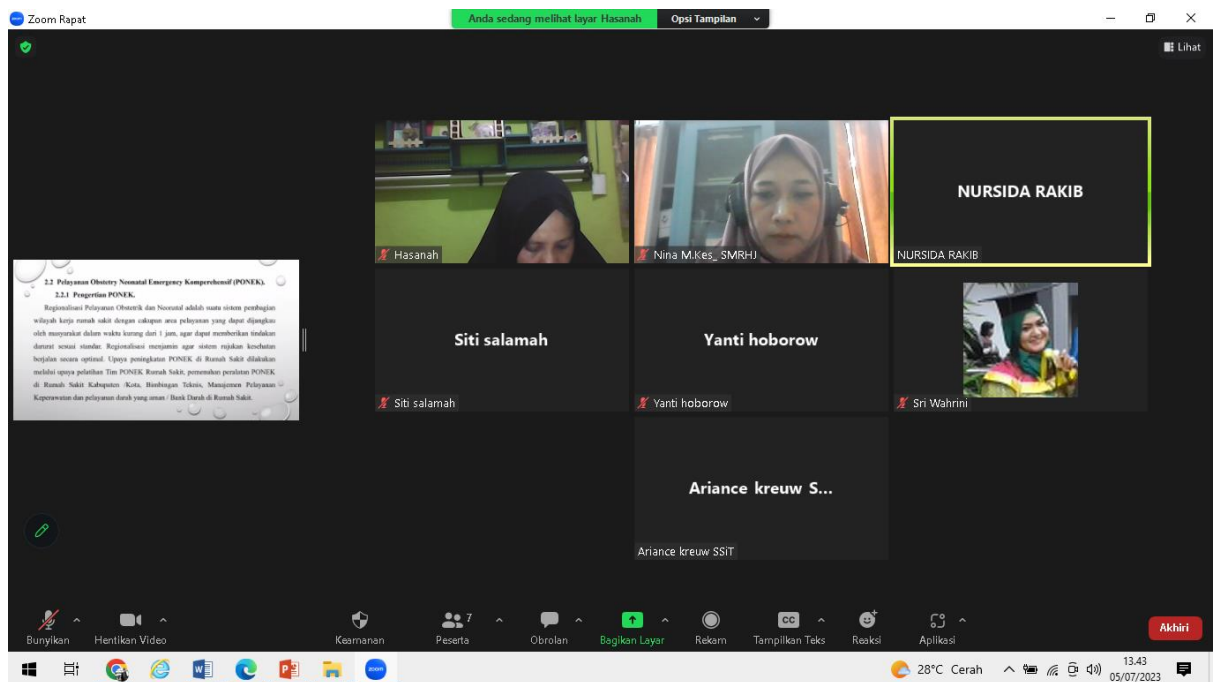 Zoom Rapat
Anda sedang melihat layar Hasanah
Opsi Tampilan
Lihat
2.2 Pelayanan Obstetry Neonatal Emergency Komperehensif (PONEK).
2.2.1 Pengertian PONEK.
Regionalisasi Pelayanan Obstetrik dan Neonatal adalah suatu sistem pembagian
wilayah kerja rumah sakit dengan cakupan area pelayanan yang dapat dijangkau
oleh masyarakat dalam waktu kurang dari 1 jam, agar dapat memberikan tindakan
darurat sesuai standar. Regionalisasi menjamin agar sistem rujukan kesehatan
berjalan secara optimal. Upaya peningkatan PONEK di Rumah Sakit dilakukan
melalui upaya pelatihan Tim PONEK Rumah Sakit, pemenuhan peralatan PONEK
di Rumah Sakit Kabupaten /Kota, Bimbingan Teknis, Manajemen Pelayanan
Keperawatan dan pelayanan darah yang aman / Bank Darah di Rumah Sakit.
Hasanah
Nina M.Kes_ SMRHJ
NURSIDA RAKIB
NURSIDA RAKIB
Siti salamah
Siti salamah
Yanti hoborow
Yanti hoborow
Sri Wahrini
Ariance kreuw S...
Ariance kreuw SSiT
Bunyikan
Hentikan Video
Keamanan
7
Peserta
Obrolan
Bagikan Layar
Rekam
CC
Tampilkan Teks
Reaksi
Aplikasi
Akhiri
zoom
28°C Cerah
13.43
05/07/2023